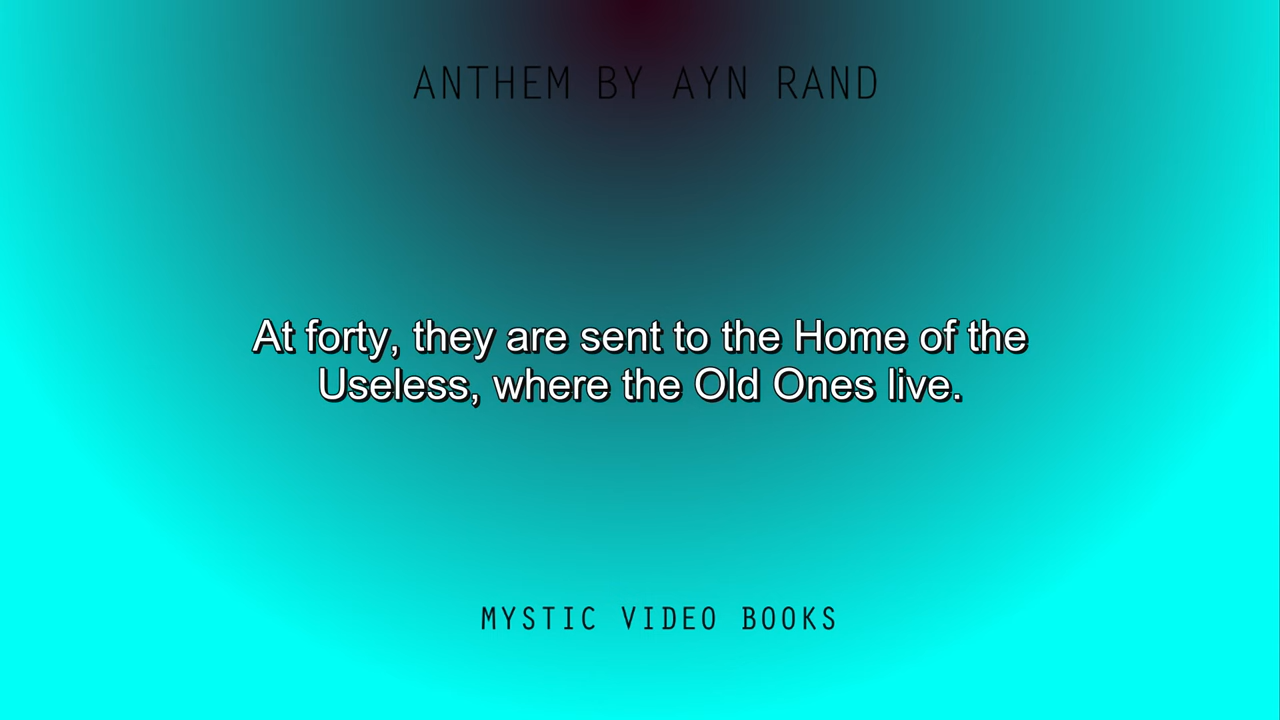 ANTHEM BY AYN RAND
At forty, they are sent to the Home of the
Useless, where the Old Ones live.
MYSTIC VIDEO BOOKS